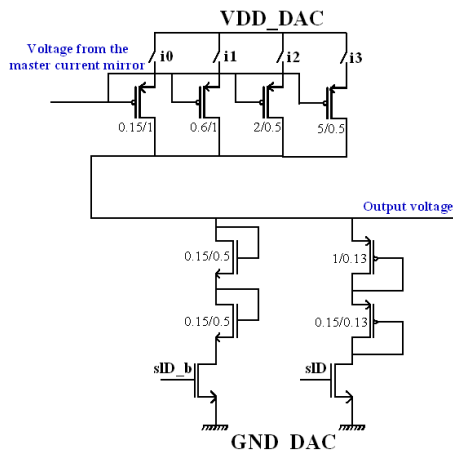 VDD_DAC
Voltage from the
master current mirror
i0
i1
i2
i3
0.15/1
0.6/1
2/0.5
5/0.5
Output voltage
0.15/0.5
1/0.13
0.15/0.5
0.15/0.13
sID_b
sID
GND_DAC